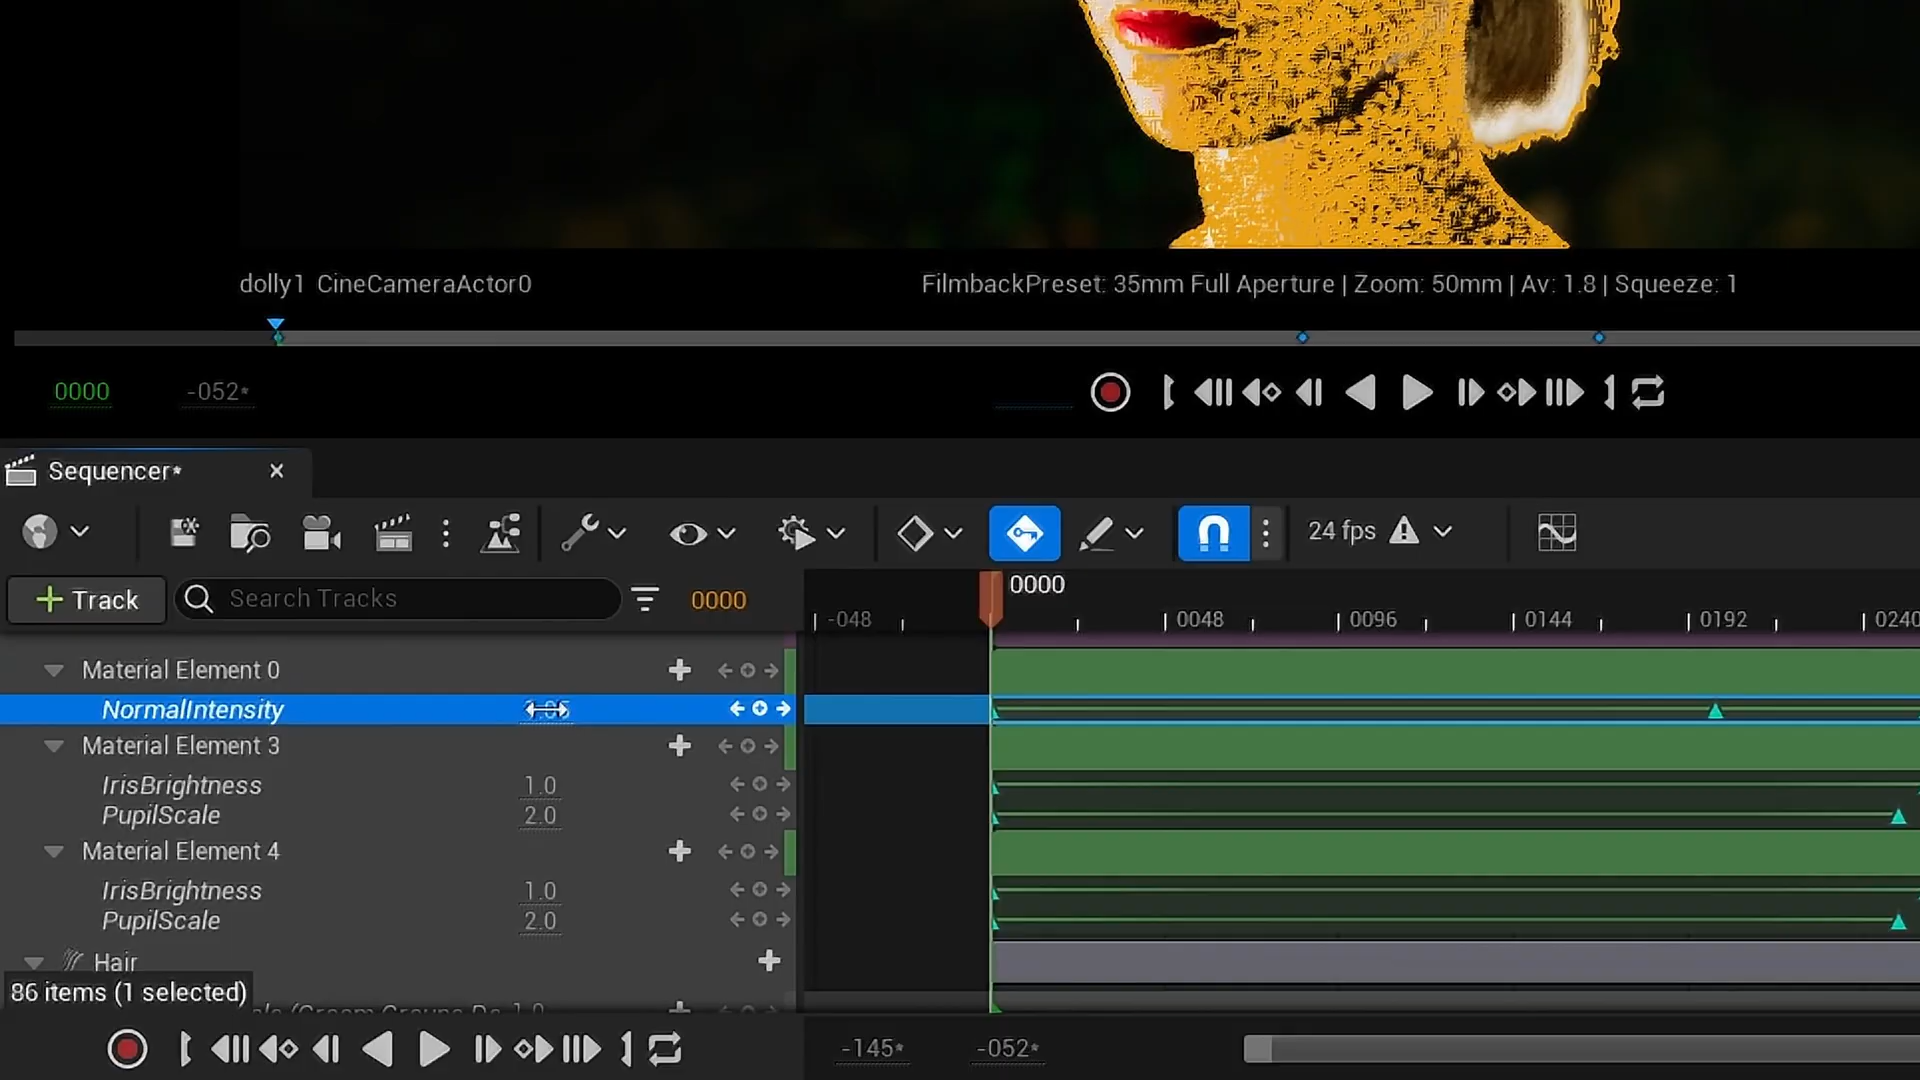 dolly1 CineCameraActor0
FilmbackPreset: 35mm Full Aperture | Zoom: 50mm | Av: 1.8 | Squeeze: 1
0000 -052*
Sequencer*
24 fps
Track Search Tracks 0000
0000
-048 0048 0096 0144 0192 0240
Material Element 0
NormalIntensity
Material Element 3
IrisBrightness 1.0
PupilScale 2.0
Material Element 4
IrisBrightness 1.0
PupilScale 2.0
Hair
86 items (1 selected)
-145* -052*